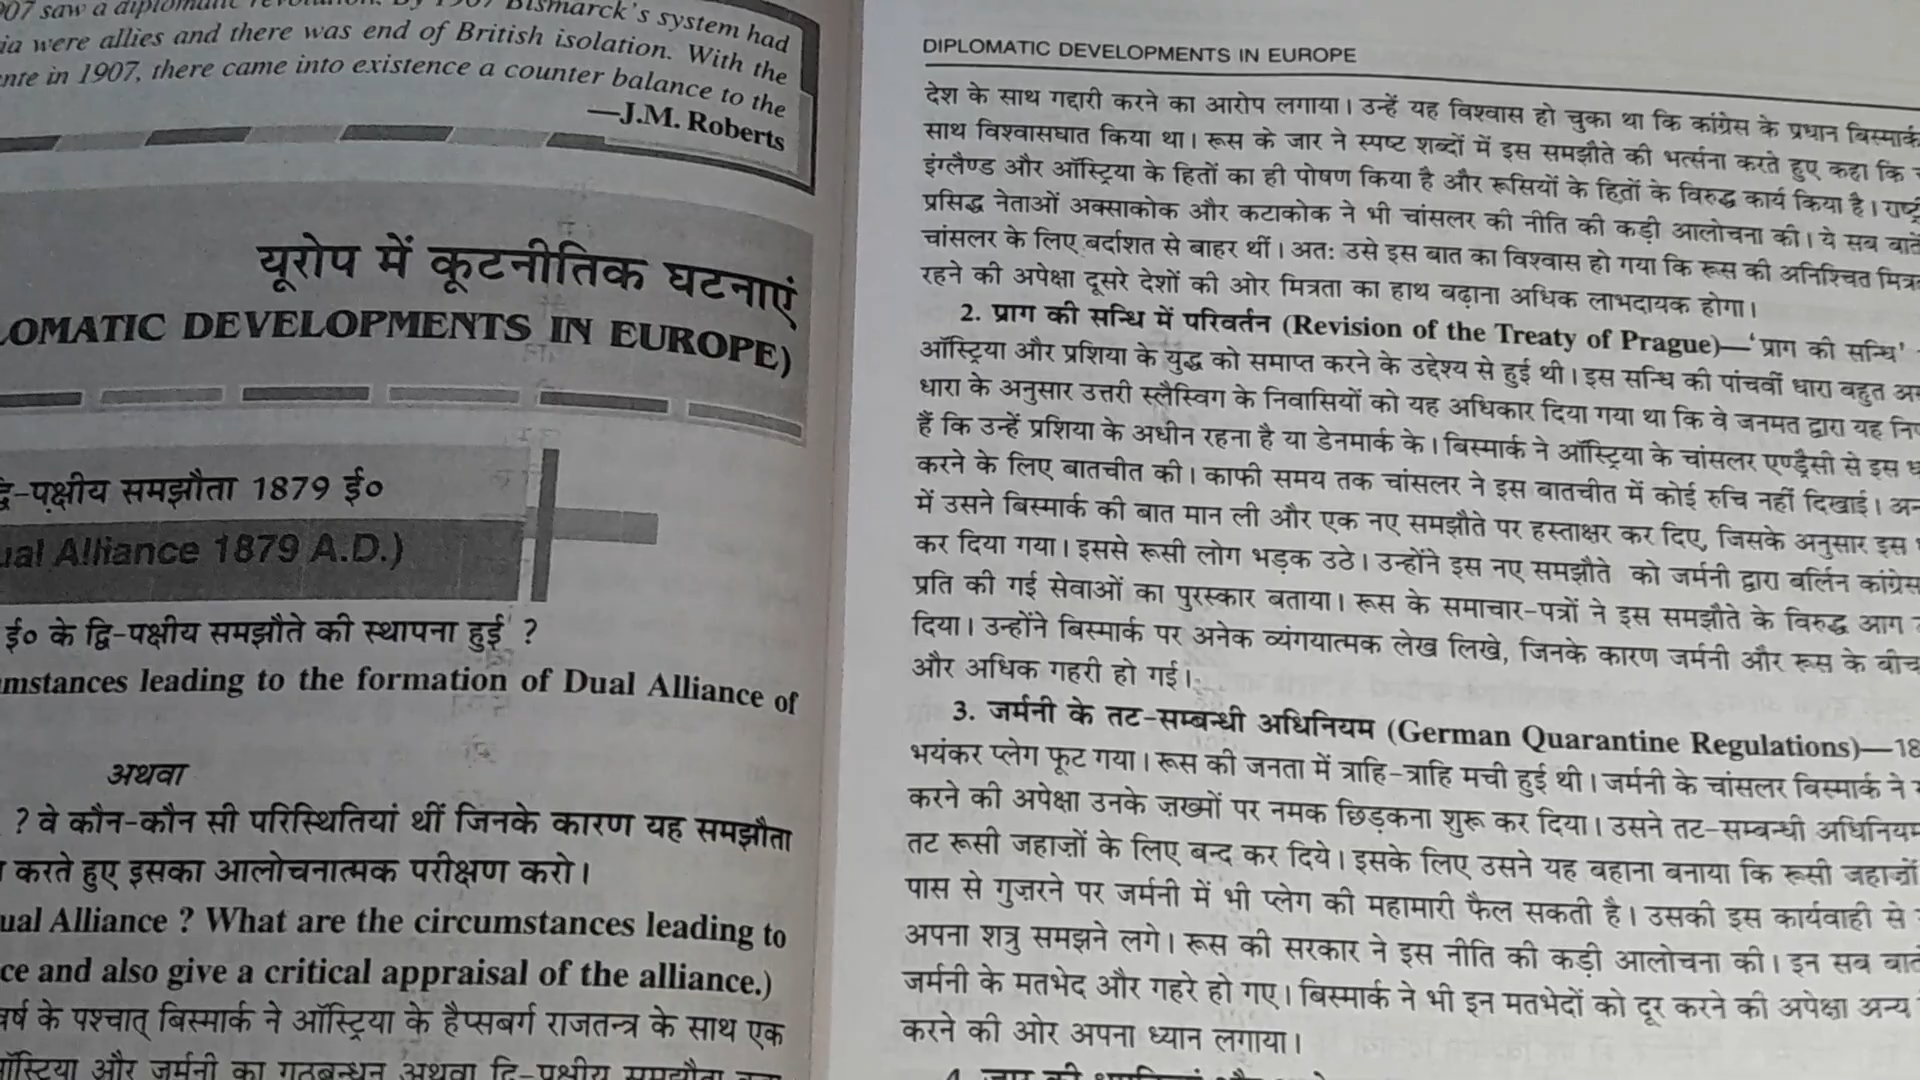 907 saw a diplomatic revolution. By 1907 Bismarck's system had
ia were allies and there was end of British isolation. With the
nte in 1907, there came into existence a counter balance to the
—J.M. Roberts
यूरोप में कूटनीतिक घटनाएं
LOMATIC DEVELOPMENTS IN EUROPE)
द्वि-पक्षीय समझौता 1879 ई०
ual Alliance 1879 A.D.)
ई० के द्वि-पक्षीय समझौते की स्थापना हुई ?
mstances leading to the formation of Dual Alliance of
अथवा
? वे कौन-कौन सी परिस्थितियां थीं जिनके कारण यह समझौता
करते हुए इसका आलोचनात्मक परीक्षण करो।
ual Alliance ? What are the circumstances leading to
ce and also give a critical appraisal of the alliance.)
वर्ष के पश्चात् बिस्मार्क ने ऑस्ट्रिया के हैप्सबर्ग राजतन्त्र के साथ एक
ऑस्ट्रिया और जर्मनी का गठबन्धन अथवा द्वि-पक्षीय समझौता
DIPLOMATIC DEVELOPMENTS IN EUROPE
देश के साथ गद्दारी करने का आरोप लगाया। उन्हें यह विश्वास हो चुका था कि कांग्रेस के प्रधान बिस्मार्क
साथ विश्वासघात किया था। रूस के जार ने स्पष्ट शब्दों में इस समझौते की भर्त्सना करते हुए कहा कि
इंग्लैण्ड और ऑस्ट्रिया के हितों का ही पोषण किया है और रूसियों के हितों के विरुद्ध कार्य किया है। राष्ट्री
प्रसिद्ध नेताओं अक्साकोक और कटाकोक ने भी चांसलर की नीति की कड़ी आलोचना की। ये सब बातें
चांसलर के लिए बर्दाशत से बाहर थीं। अतः उसे इस बात का विश्वास हो गया कि रूस की अनिश्चित मित्र
रहने की अपेक्षा दूसरे देशों की ओर मित्रता का हाथ बढ़ाना अधिक लाभदायक होगा।
2. प्राग की सन्धि में परिवर्तन (Revision of the Treaty of Prague)—'प्राग की सन्धि'
ऑस्ट्रिया और प्रशिया के युद्ध को समाप्त करने के उद्देश्य से हुई थी। इस सन्धि की पांचवीं धारा बहुत
धारा के अनुसार उत्तरी स्लैस्विग के निवासियों को यह अधिकार दिया गया था कि वे जनमत द्वारा यह
हैं कि उन्हें प्रशिया के अधीन रहना है या डेनमार्क के। बिस्मार्क ने ऑस्ट्रिया के चांसलर एण्ड्रैसी से इस
करने के लिए बातचीत की। काफी समय तक चांसलर ने इस बातचीत में कोई रुचि नहीं दिखाई।
में उसने बिस्मार्क की बात मान ली और एक नए समझौते पर हस्ताक्षर कर दिए, जिसके अनुसार इस
कर दिया गया। इससे रूसी लोग भड़क उठे। उन्होंने इस नए समझौते को जर्मनी द्वारा बर्लिन कांग्रेस
प्रति की गई सेवाओं का पुरस्कार बताया। रूस के समाचार-पत्रों ने इस समझौते के विरुद्ध आग
दिया। उन्होंने बिस्मार्क पर अनेक व्यंगयात्मक लेख लिखे, जिनके कारण जर्मनी और रूस के बीच
और अधिक गहरी हो गई।
3. जर्मनी के तट-सम्बन्धी अधिनियम (German Quarantine Regulations)—18
भयंकर प्लेग फूट गया। रूस की जनता में त्राहि-त्राहि मची हुई थी। जर्मनी के चांसलर बिस्मार्क ने
करने की अपेक्षा उनके ज़ख्मों पर नमक छिड़कना शुरू कर दिया। उसने तट-सम्बन्धी अधिनियम
तट रूसी जहाज़ों के लिए बन्द कर दिये। इसके लिए उसने यह बहाना बनाया कि रूसी जहाज़ों
पास से गुज़रने पर जर्मनी में भी प्लेग की महामारी फैल सकती है। उसकी इस कार्यवाही से
अपना शत्रु समझने लगे। रूस की सरकार ने इस नीति की कड़ी आलोचना की। इन सब
जर्मनी के मतभेद और गहरे हो गए। बिस्मार्क ने भी इन मतभेदों को दूर करने की अपेक्षा अन्य
करने की ओर अपना ध्यान लगाया।